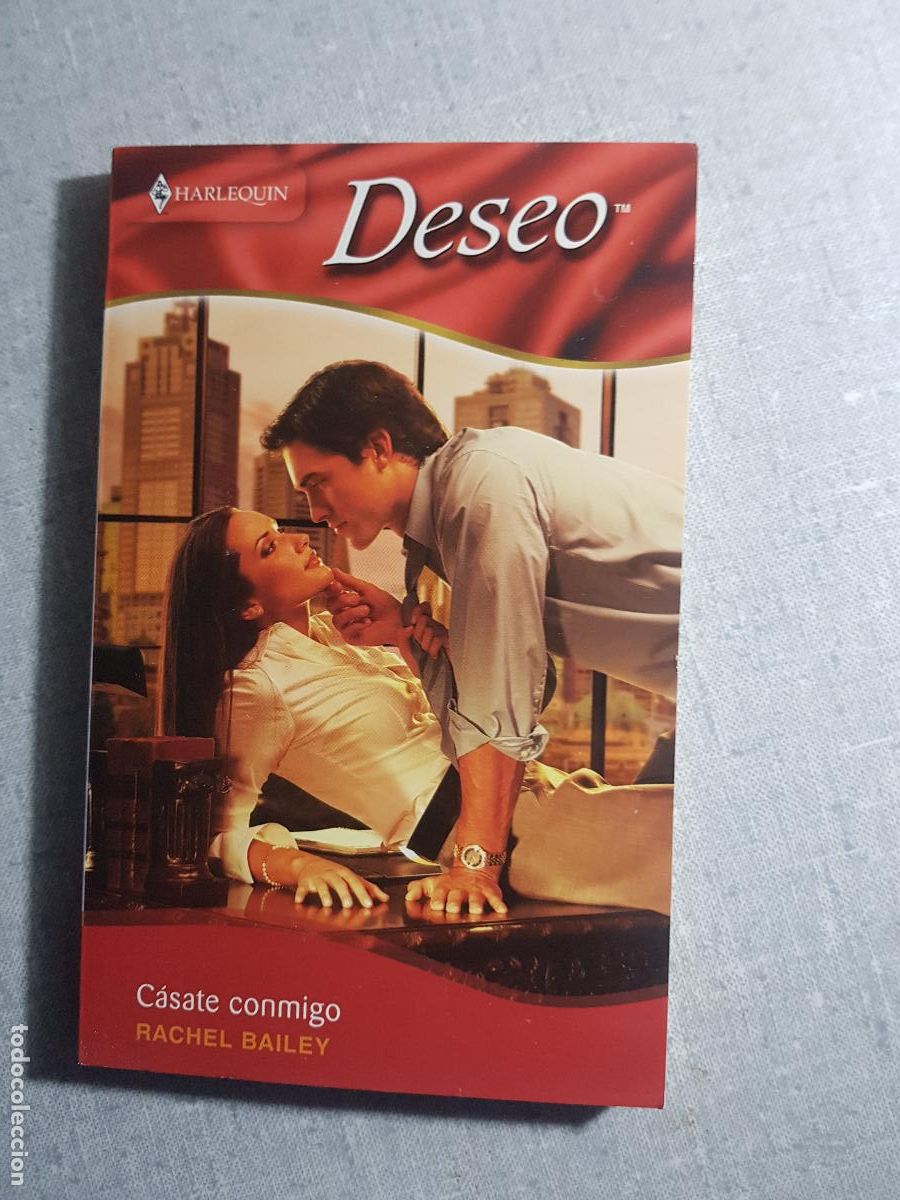 HARLEQUIN
Deseo™
Cásate conmigo
RACHEL BAILEY
todocoleccion